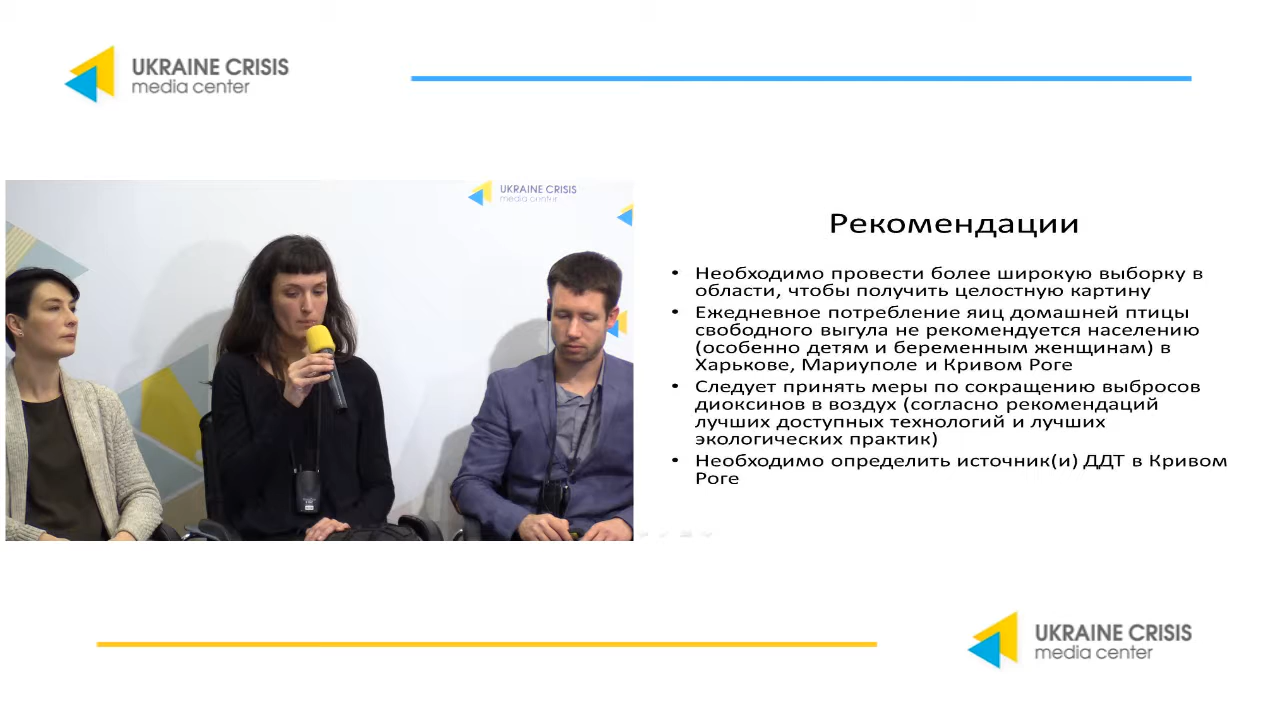 UKRAINE CRISIS
media center
UKRAINE CRISIS
media center
Рекомендации
• Необходимо провести более широкую выборку в
области, чтобы получить целостную картину
• Ежедневное потребление яиц домашней птицы
свободного выгула не рекомендуется населению
(особенно детям и беременным женщинам) в
Харькове, Мариуполе и Кривом Роге
• Следует принять меры по сокращению выбросов
диоксинов в воздух (согласно рекомендаций
лучших доступных технологий и лучших
экологических практик)
• Необходимо определить источник(и) ДДТ в Кривом
Роге
UKRAINE CRISIS
media center